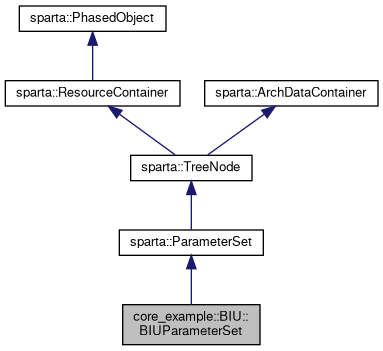 sparta::PhasedObject
sparta::ResourceContainer
sparta::ArchDataContainer
sparta::TreeNode
sparta::ParameterSet
core_example::BIU::
BIUParameterSet